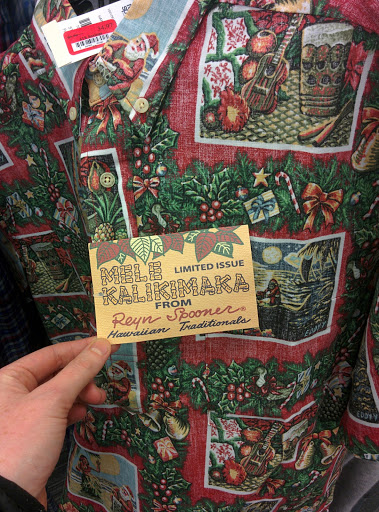 MELE
LIMITED ISSUE
KALIKIMAKA
FROM
Reyn Spooner®
Hawaiian Traditionals